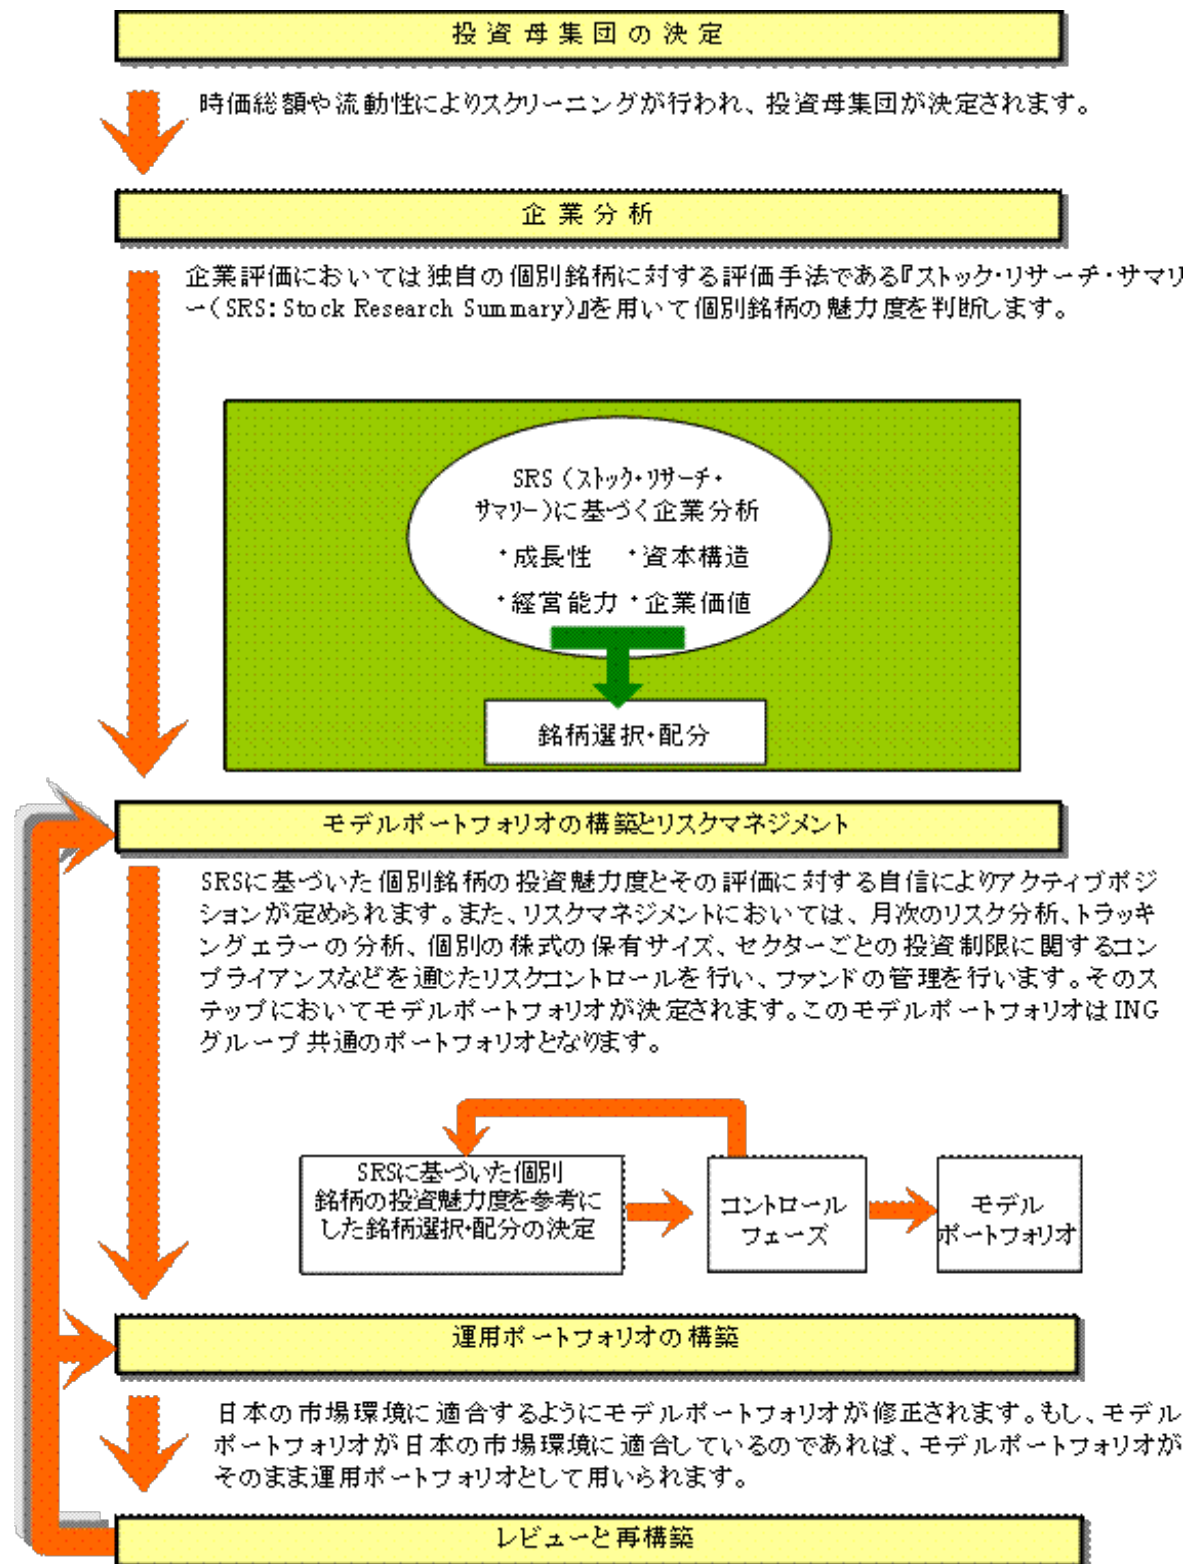 投資母集団の決定
時価総額や流動性によりスクリーニングが行われ、投資母集団が決定されます。
企業分析
企業評価においては独自の個別銘柄に対する評価手法である『ストック・リサーチ・サマリ
ー(SRS:Stock Research Summary)』を用いて個別銘柄の魅力度を判断します。
SRS(ストック・リサーチ・
サマリー)に基づく企業分析
・成長性 ・資本構造
・経営能力 ・企業価値
銘柄選択・配分
モデルポートフォリオの構築とリスクマネジメント
SRSに基づいた個別銘柄の投資魅力度とその評価に対する自信によりアクティブポジ
ションが定められます。また、リスクマネジメントにおいては、月次のリスク分析、トラッキ
ングエラーの分析、個別の株式の保有サイズ、セクターごとの投資制限に関するコン
プライアンスなどを通じたリスクコントロールを行い、ファンドの管理を行います。そのス
テップにおいてモデルポートフォリオが決定されます。このモデルポートフォリオはING
グループ共通のポートフォリオとなります。
SRSに基づいた個別
銘柄の投資魅力度を参考に
した銘柄選択・配分の決定
コントロール
フェーズ
モデル
ポートフォリオ
運用ポートフォリオの構築
日本の市場環境に適合するようにモデルポートフォリオが修正されます。もし、モデル
ポートフォリオが日本の市場環境に適合しているのであれば、モデルポートフォリオが
そのまま運用ポートフォリオとして用いられます。
レビューと再構築